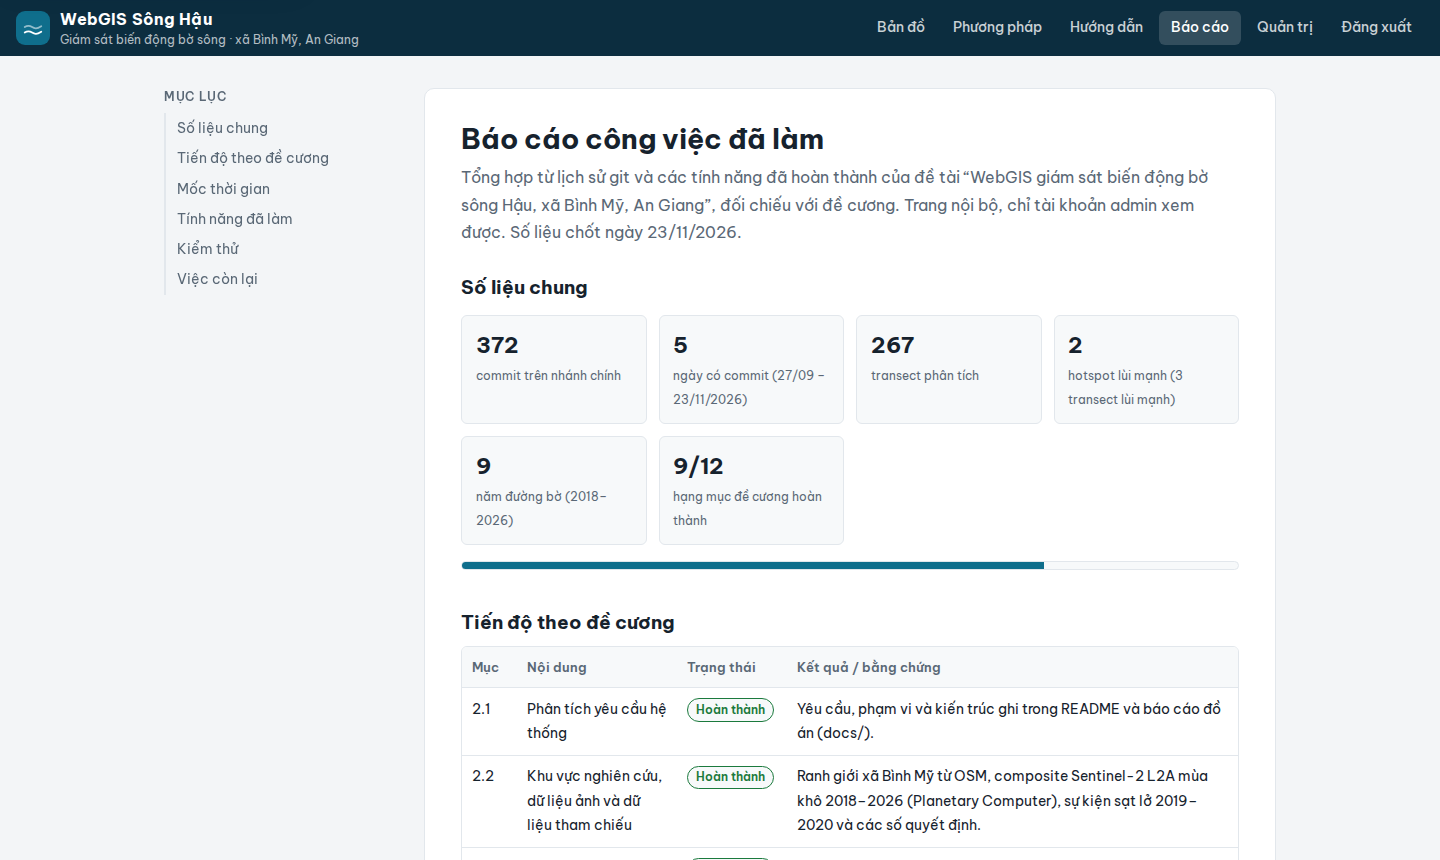 WebGIS Sông Hậu
Giám sát biến động bờ sông · xã Bình Mỹ, An Giang
Bản đồ
Phương pháp
Hướng dẫn
Báo cáo
Quản trị
Đăng xuất
MỤC LỤC
Số liệu chung
Tiến độ theo đề cương
Mốc thời gian
Tính năng đã làm
Kiểm thử
Việc còn lại
Báo cáo công việc đã làm
Tổng hợp từ lịch sử git và các tính năng đã hoàn thành của đề tài “WebGIS giám sát biến động bờ
sông Hậu, xã Bình Mỹ, An Giang”, đối chiếu với đề cương. Trang nội bộ, chỉ tài khoản admin xem
được. Số liệu chốt ngày 23/11/2026.
Số liệu chung
372
commit trên nhánh chính
5
ngày có commit (27/09 –
23/11/2026)
267
transect phân tích
2
hotspot lùi mạnh (3
transect lùi mạnh)
9
năm đường bờ (2018–
2026)
9/12
hạng mục đề cương hoàn
thành
Tiến độ theo đề cương
Mục
Nội dung
Trạng thái
Kết quả / bằng chứng
2.1
Phân tích yêu cầu hệ
thống
Hoàn thành
Yêu cầu, phạm vi và kiến trúc ghi trong README và báo cáo đồ
án (docs/).
2.2
Khu vực nghiên cứu,
dữ liệu ảnh và dữ
liệu tham chiếu
Hoàn thành
Ranh giới xã Bình Mỹ từ OSM, composite Sentinel-2 L2A mùa
khô 2018–2026 (Planetary Computer), sự kiện sạt lở 2019–
2020 và các số quyết định.